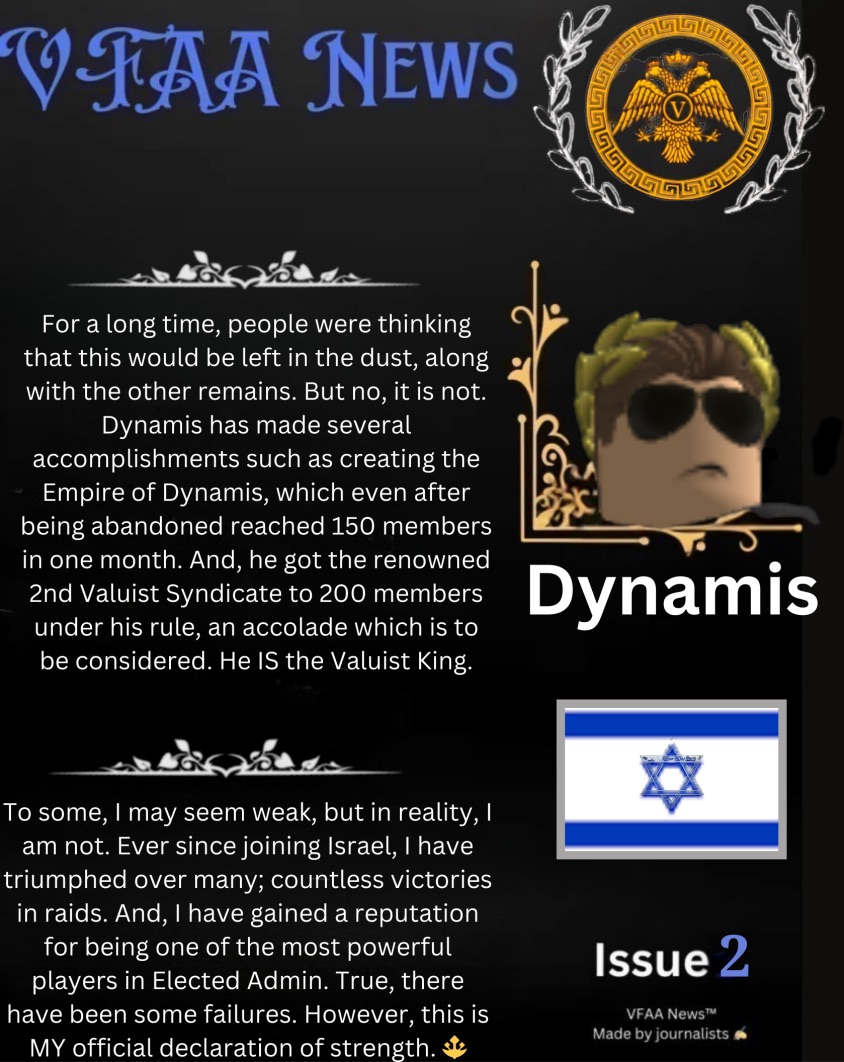 VFAA News
V
For a long time, people were thinking
that this would be left in the dust, along
with the other remains. But no, it is not.
Dynamis has made several
accomplishments such as creating the
Empire of Dynamis, which even after
being abandoned reached 150 members
in one month. And, he got the renowned
2nd Valuist Syndicate to 200 members
under his rule, an accolade which is to
be considered. He IS the Valuist King.
Dynamis
To some, I may seem weak, but in reality, I
am not. Ever since joining Israel, I have
triumphed over many; countless victories
in raids. And, I have gained a reputation
for being one of the most powerful
players in Elected Admin. True, there
have been some failures. However, this is
MY official declaration of strength. 🔱
Issue 2
VFAA News™
Made by journalists ✍️